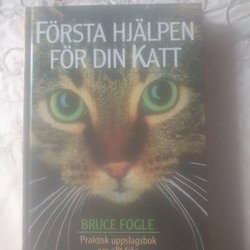 FÖRSTA HJÄLPEN
FÖR DIN KATT
BRUCE FOGLE
Praktisk uppslagsbok